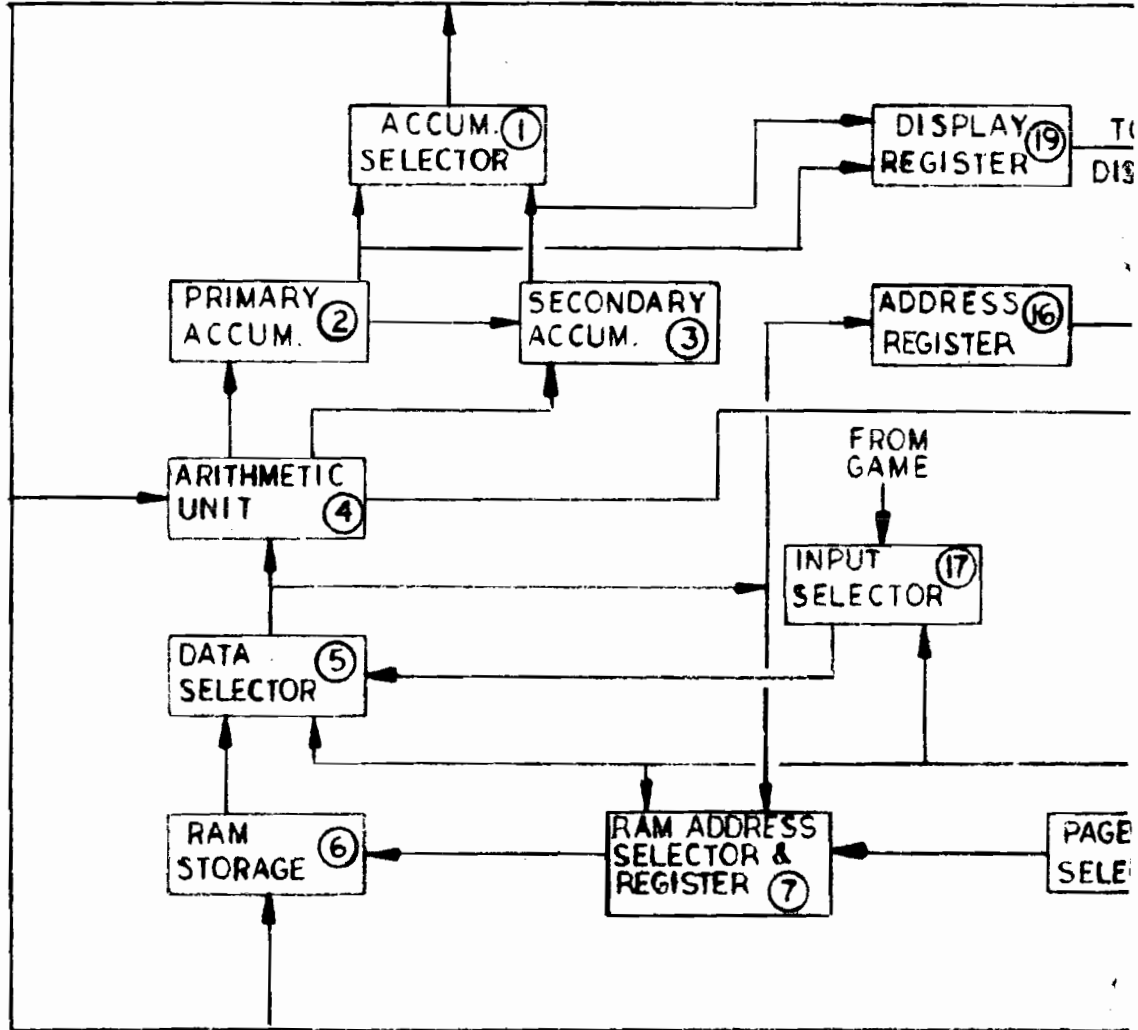 ACCUM.
SELECTOR
1
DISPLAY
REGISTER
19
PRIMARY
ACCUM.
2
SECONDARY
ACCUM.
3
ADDRESS
REGISTER
16
ARITHMETIC
UNIT
4
FROM
GAME
INPUT
SELECTOR
17
DATA
SELECTOR
5
RAM
STORAGE
6
RAM ADDRESS
SELECTOR &
REGISTER
7
PAGE